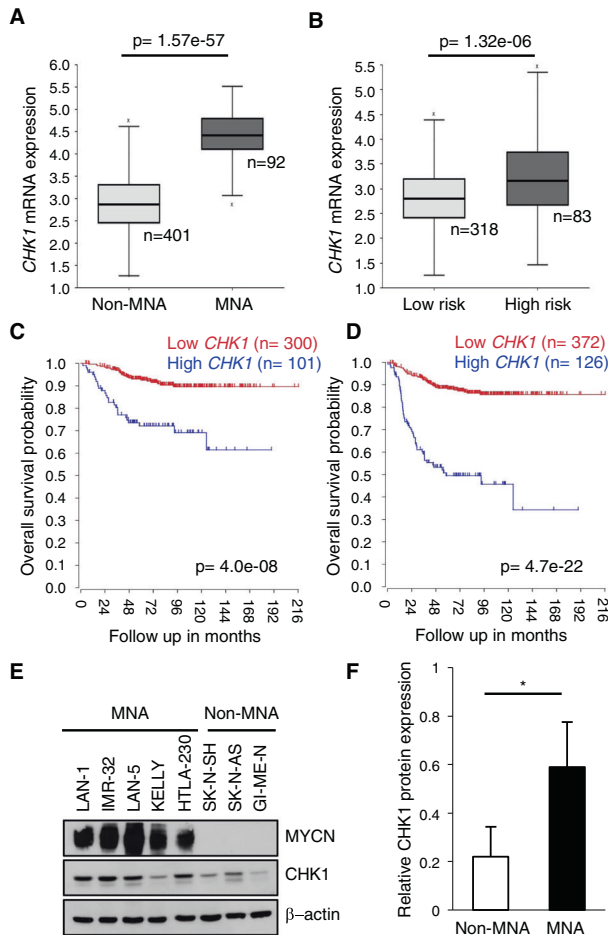 A
p= 1.57e-57
CHK1 mRNA expression
6.0
5.5
5.0
4.5
4.0
3.5
3.0
2.5
2.0
1.5
1.0
n=401
n=92
Non-MNA MNA
B
p= 1.32e-06
CHK1 mRNA expression
5.5
5.0
4.5
4.0
3.5
3.0
2.5
2.0
1.5
1.0
n=318
n=83
Low risk High risk
C
Low CHK1 (n= 300)
High CHK1 (n= 101)
Overall survival probability
1.0
0.9
0.8
0.7
0.6
0.5
0.4
0.3
0.2
0.1
0.0
p= 4.0e-08
0 24 48 72 96 120 144 168 192 216
Follow up in months
D
Low CHK1 (n= 372)
High CHK1 (n= 126)
Overall survival probability
1.0
0.9
0.8
0.7
0.6
0.5
0.4
0.3
0.2
0.1
0.0
p= 4.7e-22
0 24 48 72 96 120 144 168 192 216
Follow up in months
E
MNA Non-MNA
LAN-1
IMR-32
LAN-5
KELLY
HTLA-230
SK-N-SH
SK-N-AS
GI-ME-N
MYCN
CHK1
β-actin
F
*
Relative CHK1 protein expression
1
0.8
0.6
0.4
0.2
0
Non-MNA MNA